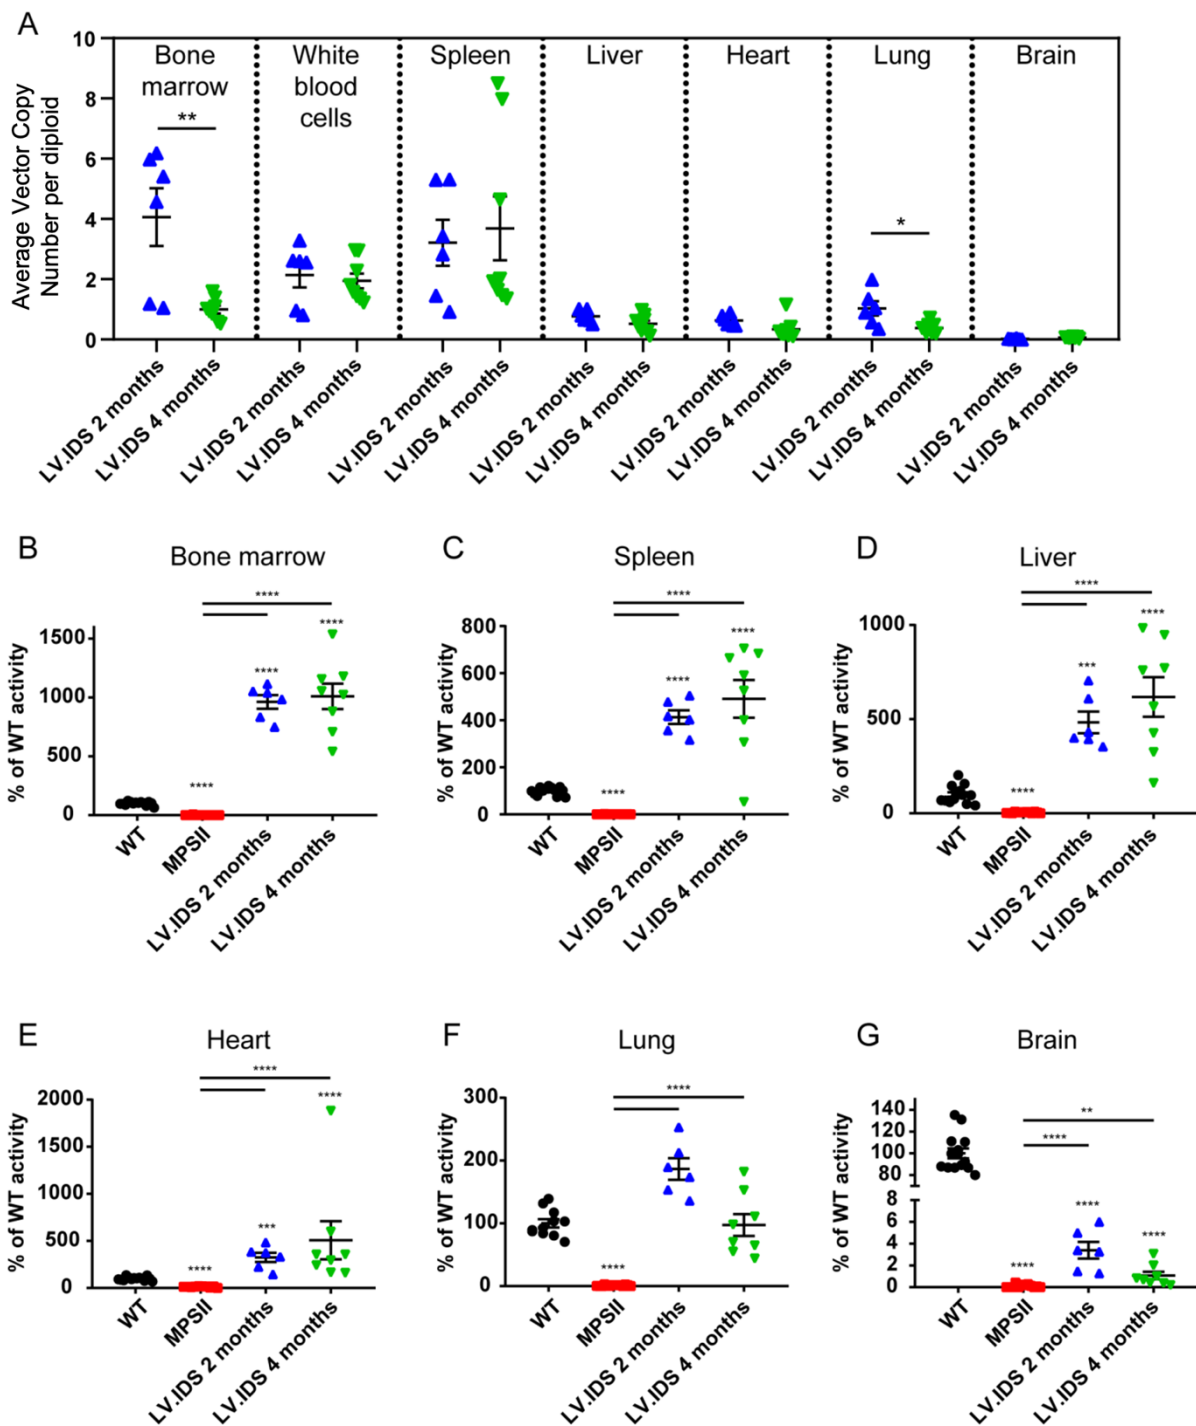 A
Average Vector Copy
Number per diploid
10
8
6
4
2
0
Bone
marrow
White
blood
cells
Spleen
Liver
Heart
Lung
Brain
**
*
LV.IDS 2 months
LV.IDS 4 months
LV.IDS 2 months
LV.IDS 4 months
LV.IDS 2 months
LV.IDS 4 months
LV.IDS 2 months
LV.IDS 4 months
LV.IDS 2 months
LV.IDS 4 months
LV.IDS 2 months
LV.IDS 4 months
LV.IDS 2 months
LV.IDS 4 months
B
Bone marrow
% of WT activity
1500
1000
500
0
****
****
****
****
WT
MPSII
LV.IDS 2 months
LV.IDS 4 months
C
Spleen
% of WT activity
800
600
400
200
0
****
****
****
****
WT
MPSII
LV.IDS 2 months
LV.IDS 4 months
D
Liver
% of WT activity
1000
500
0
****
****
***
****
WT
MPSII
LV.IDS 2 months
LV.IDS 4 months
E
Heart
% of WT activity
2000
1500
1000
500
0
****
****
***
****
WT
MPSII
LV.IDS 2 months
LV.IDS 4 months
F
Lung
% of WT activity
300
200
100
0
****
****
WT
MPSII
LV.IDS 2 months
LV.IDS 4 months
G
Brain
% of WT activity
140
120
100
80
8
6
4
2
0
**
****
****
****
****
WT
MPSII
LV.IDS 2 months
LV.IDS 4 months